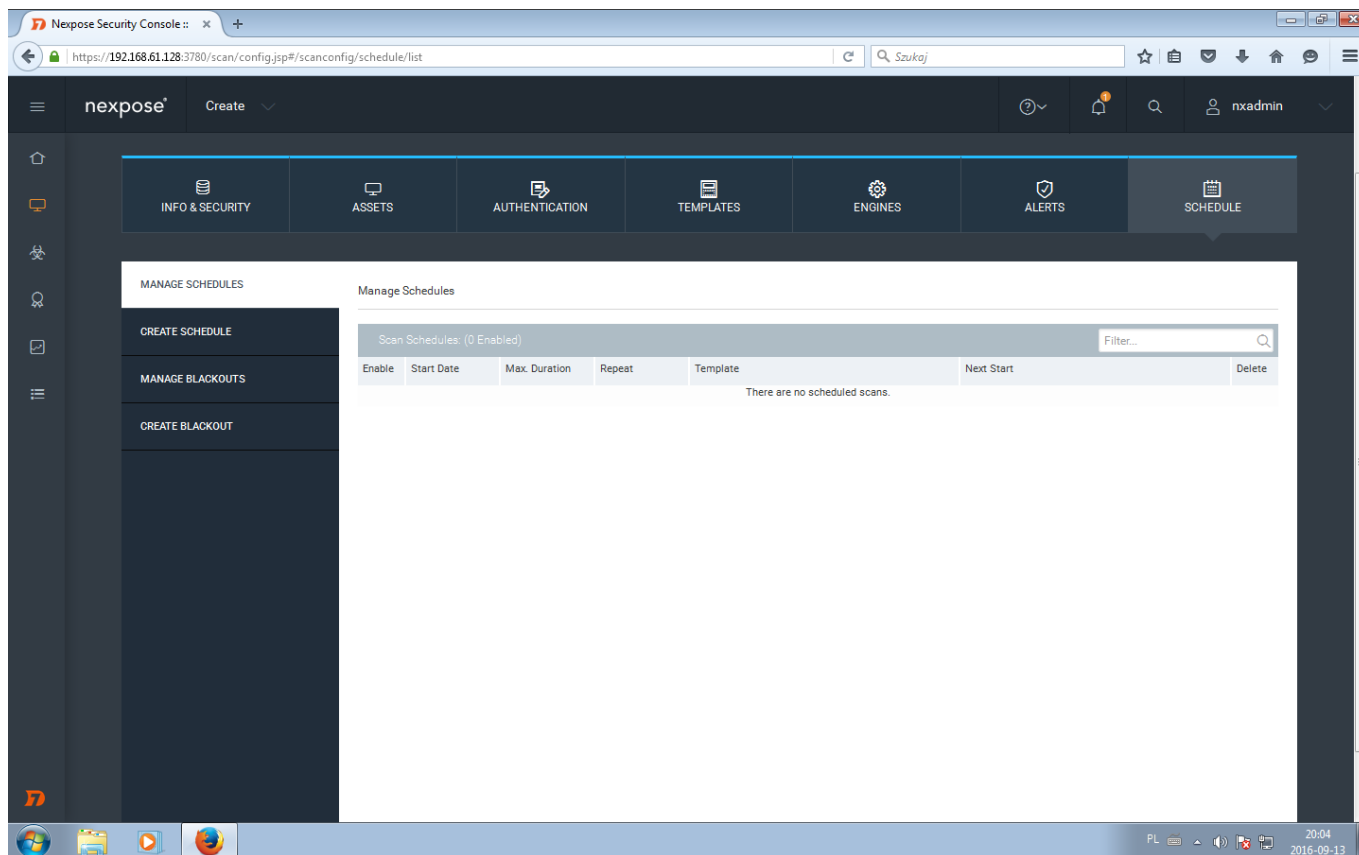 Nexpose Security Console ::
https://192.168.61.128:3780/scan/config.jsp#/scanconfig/schedule/list
Szukaj
nexpose®
Create
1
nxadmin
INFO & SECURITY
ASSETS
AUTHENTICATION
TEMPLATES
ENGINES
ALERTS
SCHEDULE
MANAGE SCHEDULES
CREATE SCHEDULE
MANAGE BLACKOUTS
CREATE BLACKOUT
Manage Schedules
Scan Schedules: (0 Enabled)
Filter...
Enable Start Date Max. Duration Repeat Template Next Start Delete
There are no scheduled scans.
PL
20:04
2016-09-13